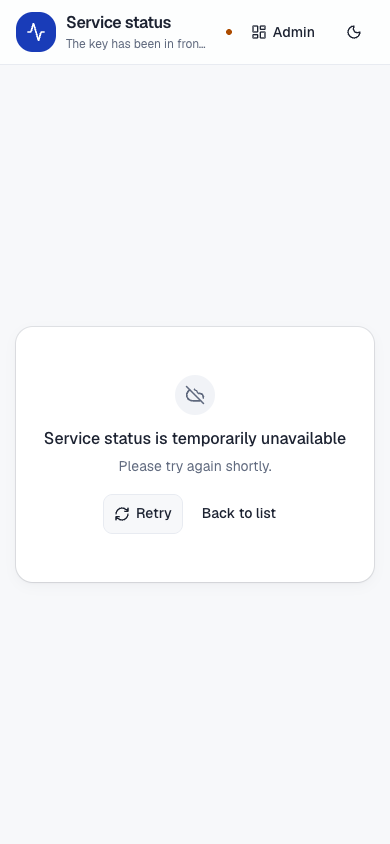 Service status
The key has been in fron...
Admin
Service status is temporarily unavailable
Please try again shortly.
Retry
Back to list